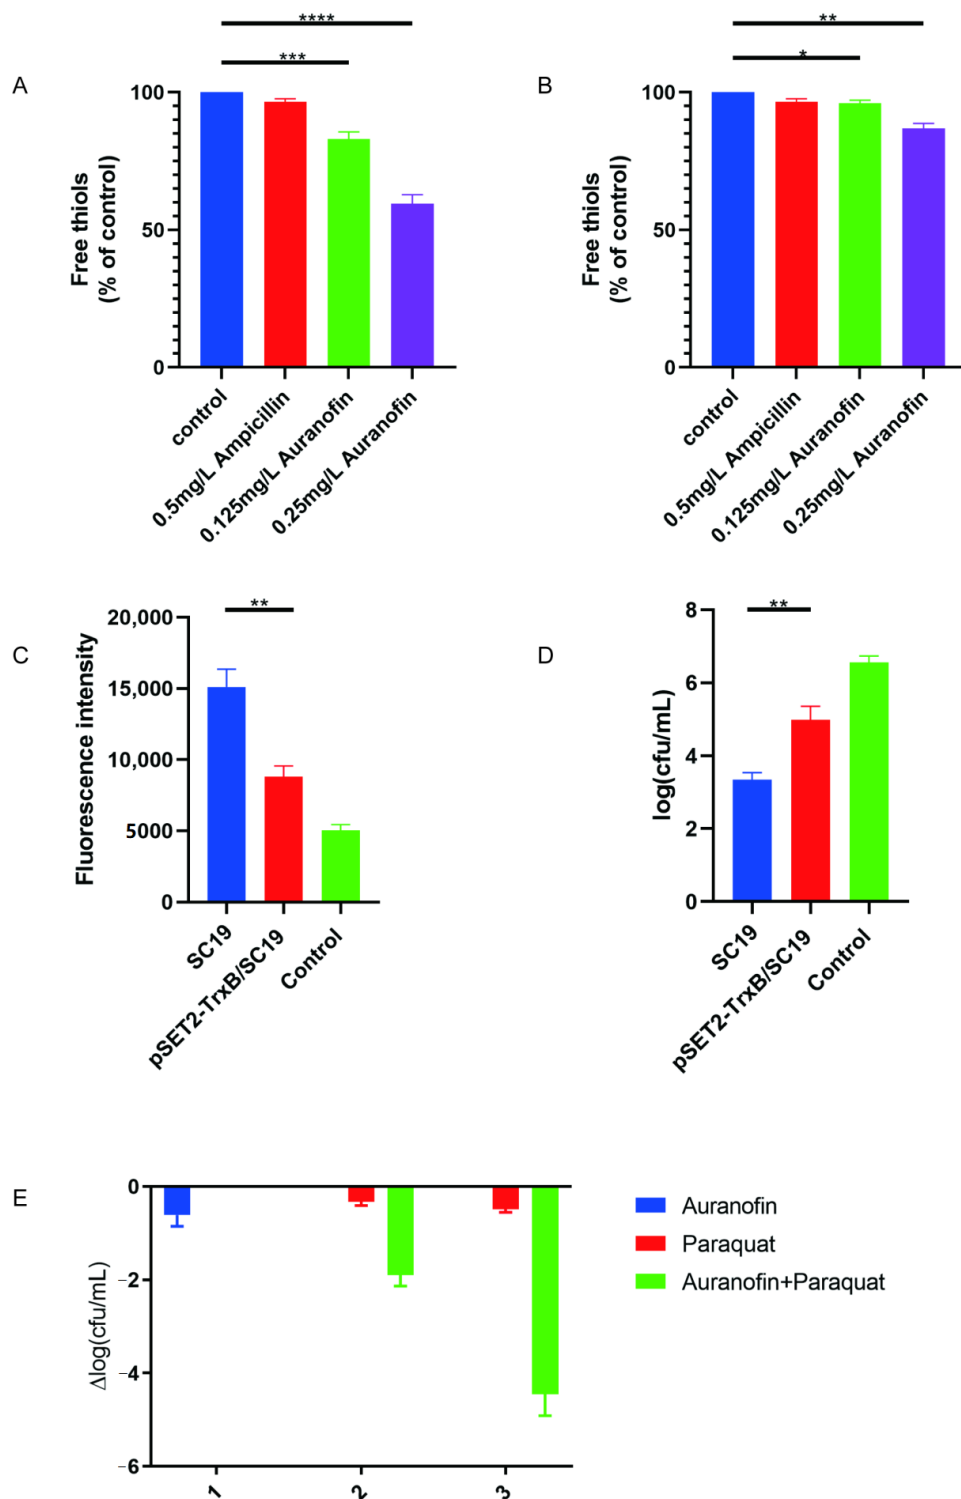 A
****
***
Free thiols
(% of control)
100
50
0
control
0.5mg/L Ampicillin
0.125mg/L Auranofin
0.25mg/L Auranofin
B
**
*
Free thiols
(% of control)
100
50
0
control
0.5mg/L Ampicillin
0.125mg/L Auranofin
0.25mg/L Auranofin
C
**
Fluorescence intensity
20,000
15,000
10,000
5000
0
SC19
pSET2-TrxB/SC19
Control
D
**
log(cfu/mL)
8
6
4
2
0
SC19
pSET2-TrxB/SC19
Control
E
Δlog(cfu/mL)
0
−2
−4
−6
1
2
3
Auranofin
Paraquat
Auranofin+Paraquat